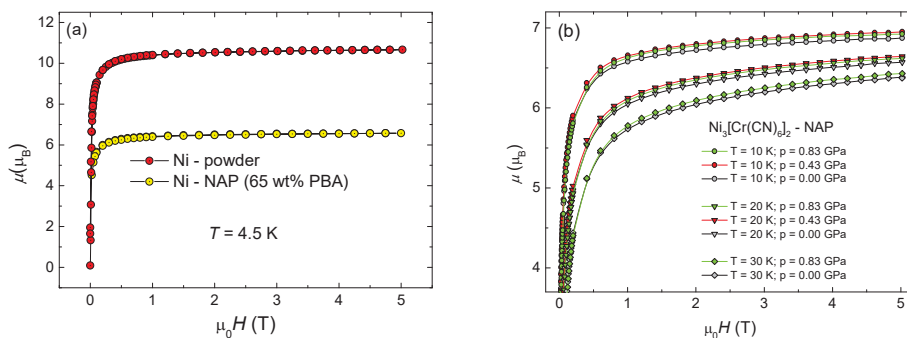 (a)
12
10
8
6
4
2
0
μ(μB)
Ni - powder
Ni - NAP (65 wt% PBA)
T = 4.5 K
0 1 2 3 4 5
μ0H (T)
(b)
7
6
5
4
μ (μB)
Ni3[Cr(CN)6]2 - NAP
T = 10 K; p = 0.83 GPa
T = 10 K; p = 0.43 GPa
T = 10 K; p = 0.00 GPa
T = 20 K; p = 0.83 GPa
T = 20 K; p = 0.43 GPa
T = 20 K; p = 0.00 GPa
T = 30 K; p = 0.83 GPa
T = 30 K; p = 0.00 GPa
0 1 2 3 4 5
μ0H (T)